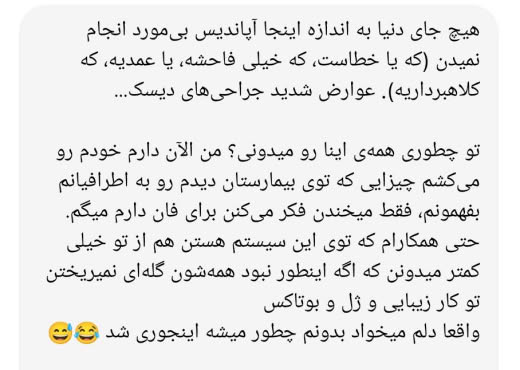 هیچ جای دنیا به اندازه اینجا آپاندیس بی‌مورد انجام
نمیدن (که یا خطاست، که خیلی فاحشه، یا عمدیه، که
کلاهبرداریه). عوارض شدید جراحی‌های دیسک...
تو چطوری همه‌ی اینا رو میدونی؟ من الآن دارم خودم رو
می‌کشم چیزایی که توی بیمارستان دیدم رو به اطرافیانم
بفهمونم، فقط میخندن فکر می‌کنن برای فان دارم میگم.
حتی همکارام که توی این سیستم هستن هم از تو خیلی
کمتر میدونن که اگه اینطور نبود همه‌شون گله‌ای نمیریختن
تو کار زیبایی و ژل و بوتاکس
واقعا دلم میخواد بدونم چطور میشه اینجوری شد 😂😅